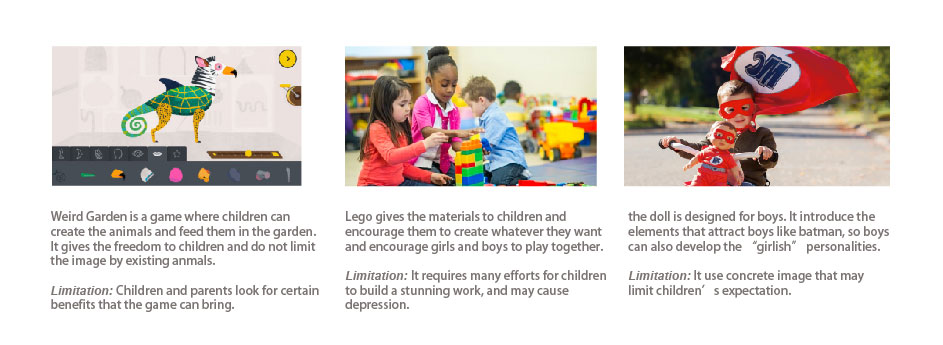 Weird Garden is a game where children can
create the animals and feed them in the garden.
It gives the freedom to children and do not limit
the image by existing anmals.
Limitation: Children and parents look for certain
benefits that the game can bring.
Lego gives the materials to children and
encourage them to create whatever they want
and encourage girls and boys to play together.
Limitation: It requires many efforts for children
to build a stunning work, and may cause
depression.
the doll is designed for boys. It introduce the
elements that attract boys like batman, so boys
can also develop the “girlish” personalities.
Limitation: It use concrete image that may
limit children’s expectation.